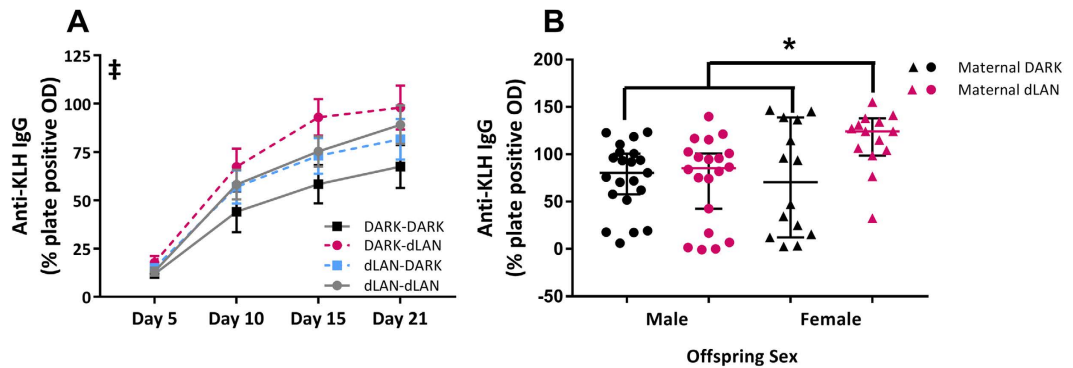 A
‡
Anti-KLH IgG
(% plate positive OD)
125
100
75
50
25
0
Day 5
Day 10
Day 15
Day 21
DARK-DARK
DARK-dLAN
dLAN-DARK
dLAN-dLAN
B
*
Anti-KLH IgG
(% plate positive OD)
200
150
100
50
0
-50
Male
Female
Offspring Sex
Maternal DARK
Maternal dLAN